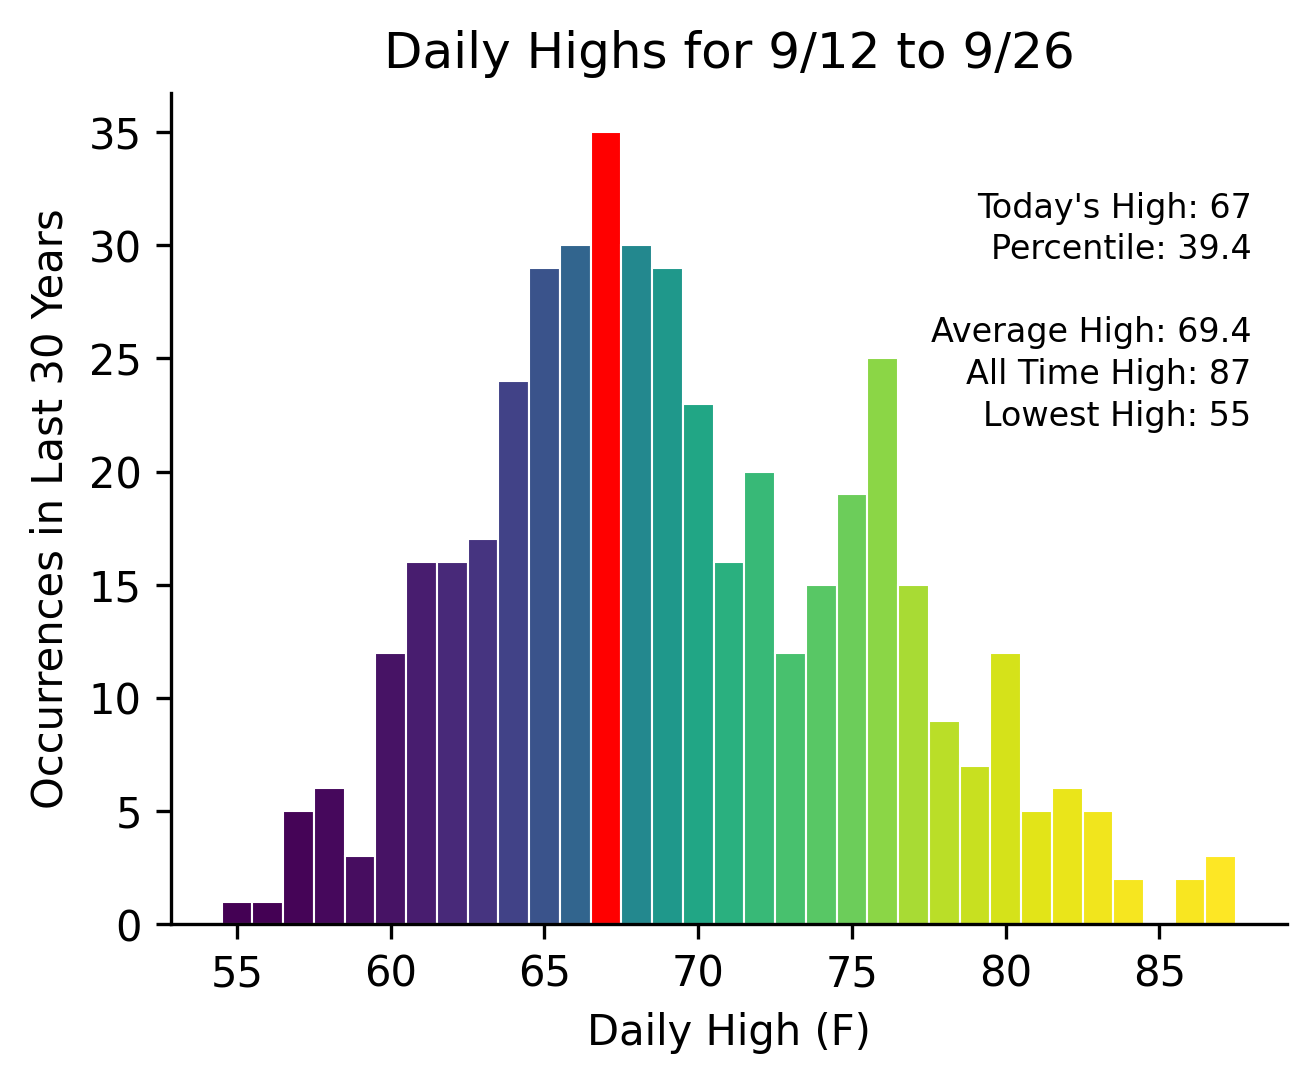 Daily Highs for 9/12 to 9/26
Occurrences in Last 30 Years
35
30
25
20
15
10
5
0
Today's High: 67
Percentile: 39.4
Average High: 69.4
All Time High: 87
Lowest High: 55
55 60 65 70 75 80 85
Daily High (F)